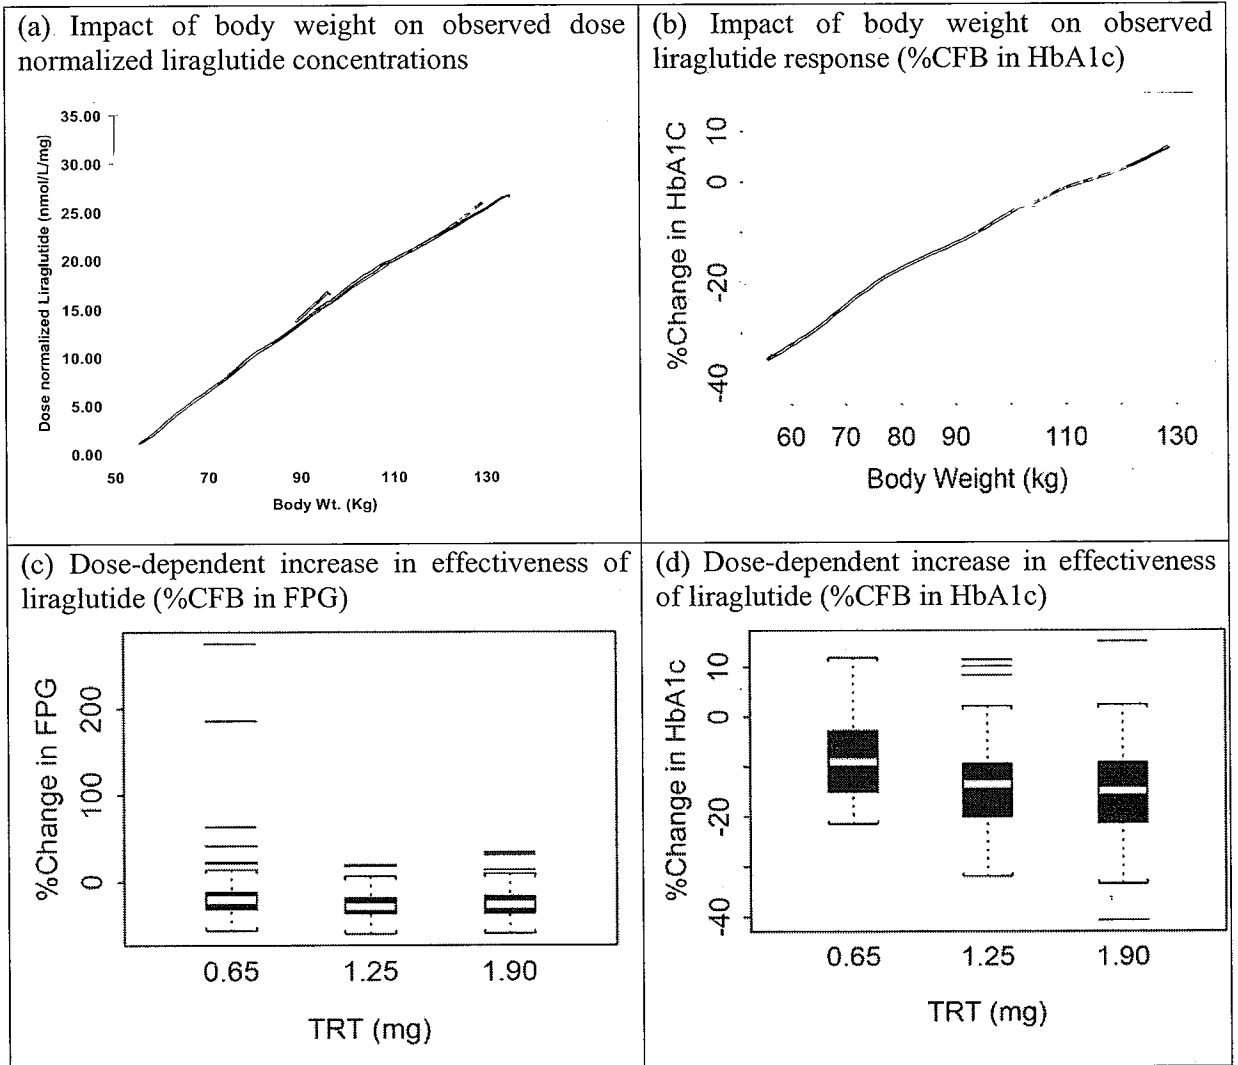 (a) Impact of body weight on observed dose
normalized liraglutide concentrations
35.00
30.00
25.00
20.00
15.00
10.00
5.00
0.00
Dose normalized Liraglutide (nmol/L/mg)
50 70 90 110 130
Body Wt. (Kg)
(b) Impact of body weight on observed
liraglutide response (%CFB in HbA1c)
%Change in HbA1C
10
0
-20
-40
60 70 80 90 110 130
Body Weight (kg)
(c) Dose-dependent increase in effectiveness of
liraglutide (%CFB in FPG)
%Change in FPG
200
100
0
0.65 1.25 1.90
TRT (mg)
(d) Dose-dependent increase in effectiveness
of liraglutide (%CFB in HbA1c)
%Change in HbA1c
10
0
-20
-40
0.65 1.25 1.90
TRT (mg)